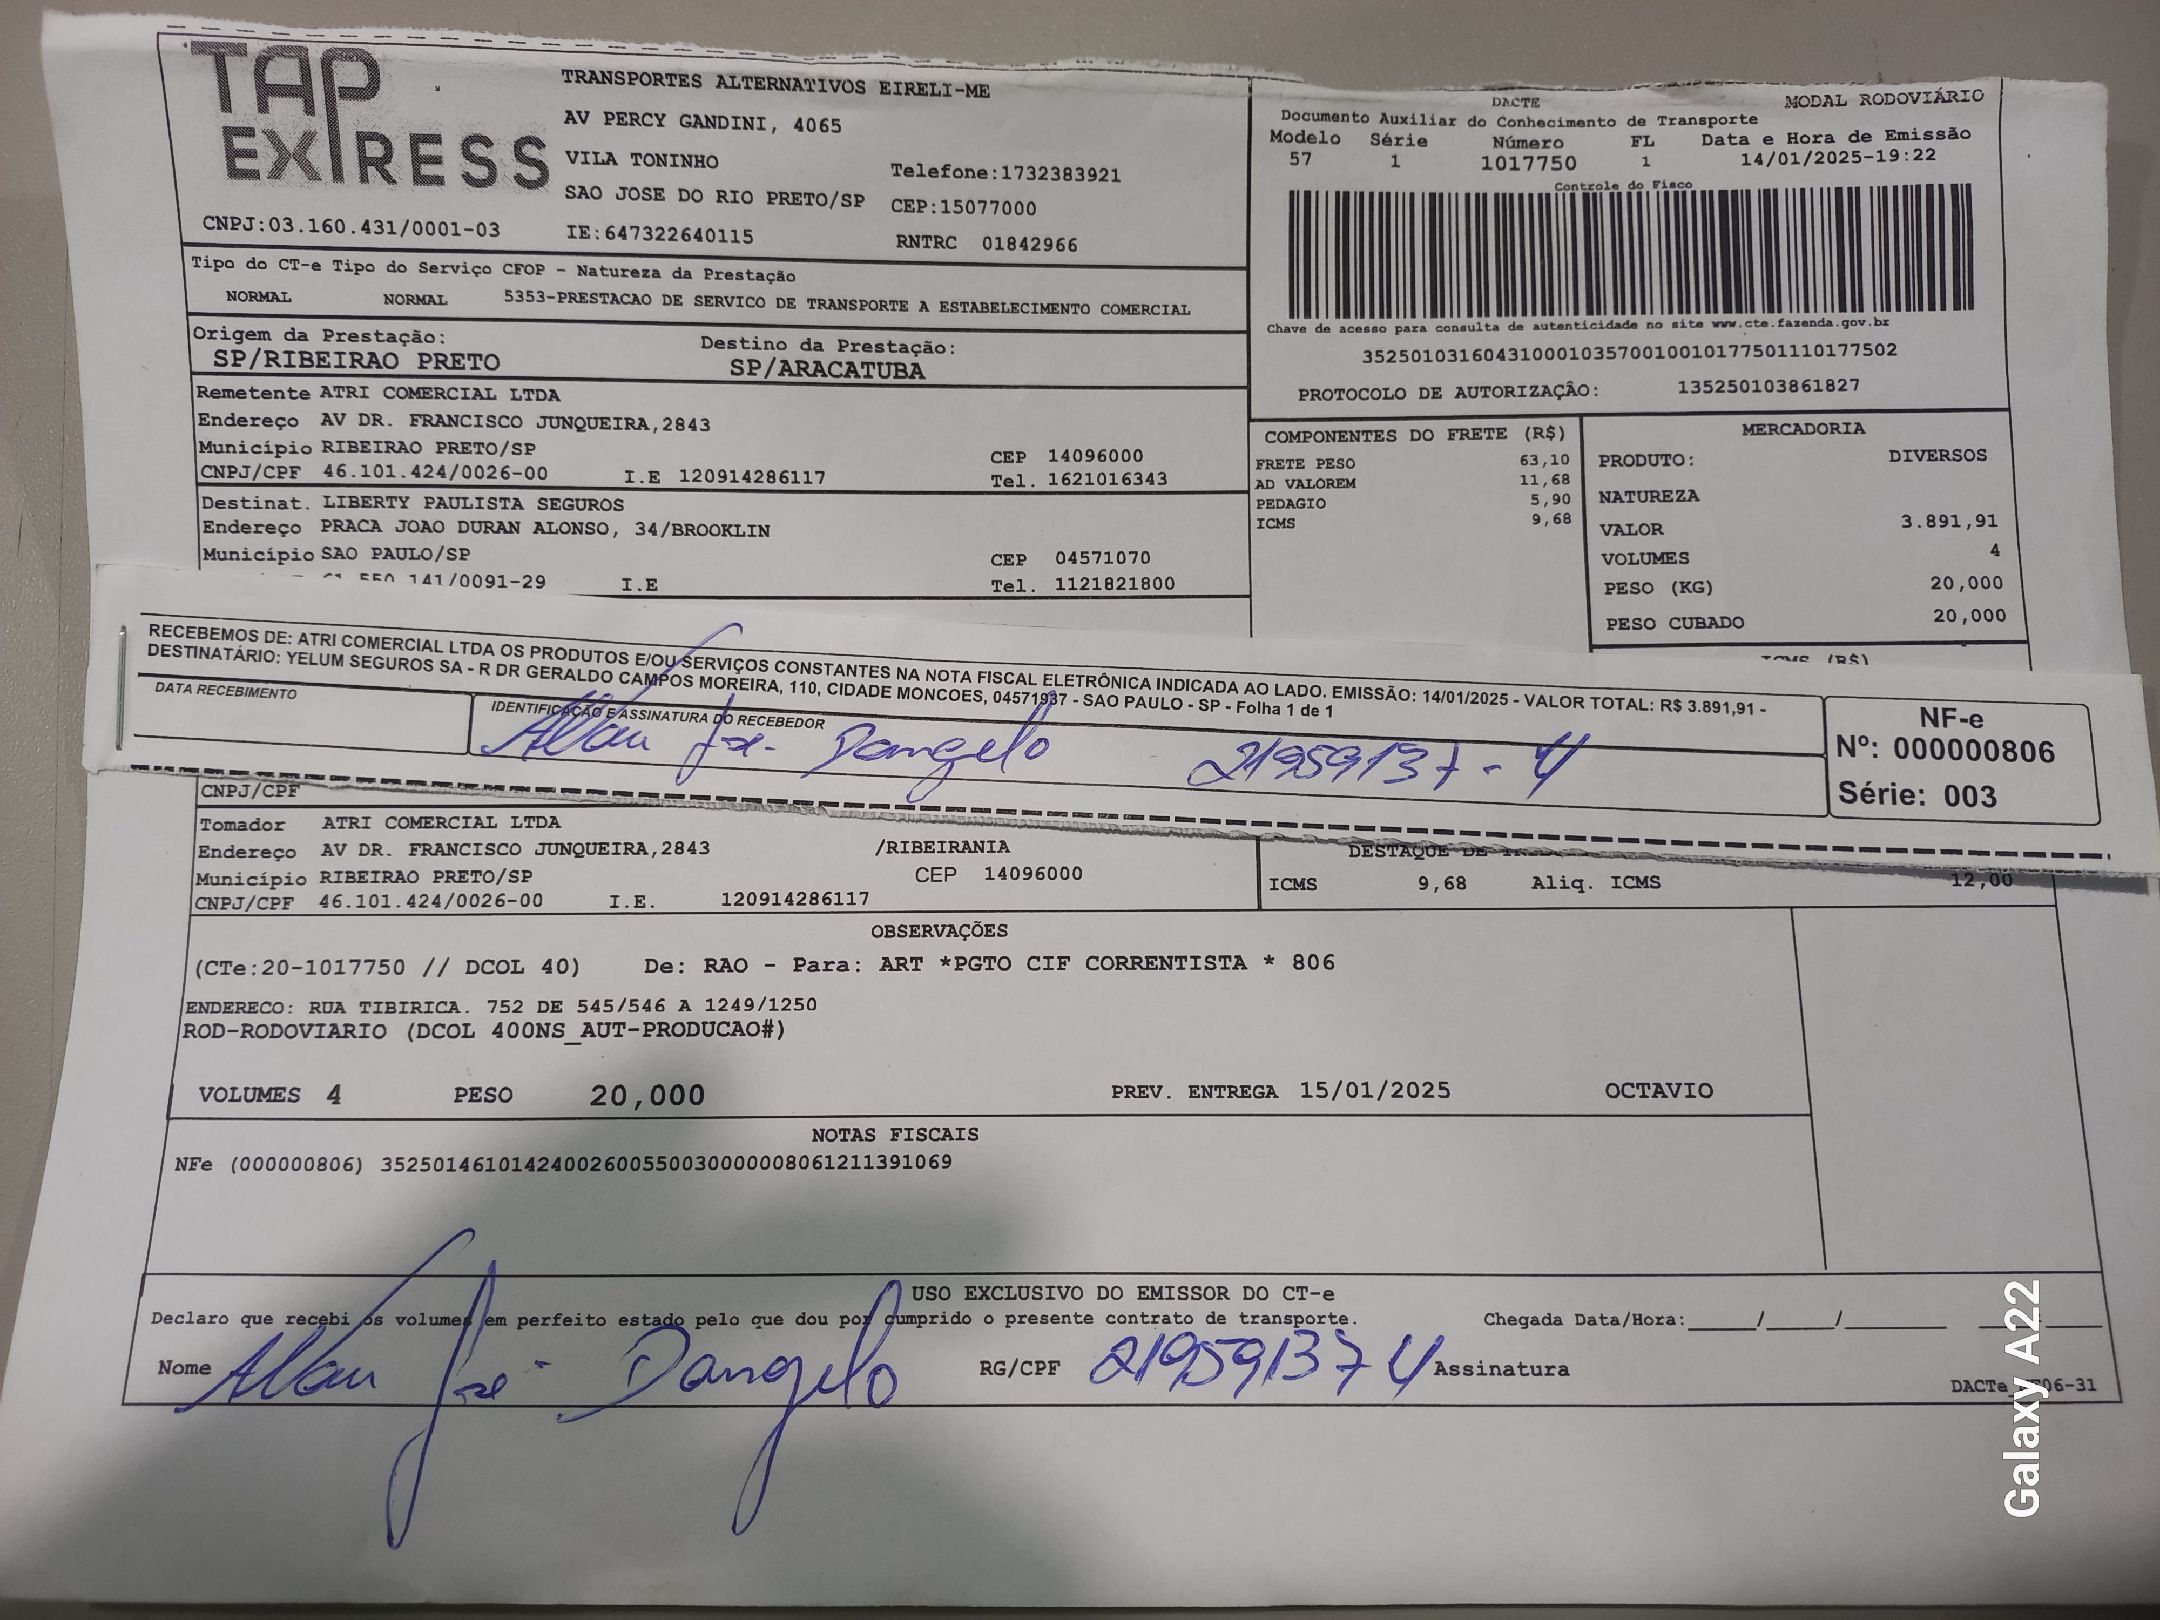 TAP EXPRESS
TRANSPORTES ALTERNATIVOS EIRELI-ME
AV PERCY GANDINI, 4065
VILA TONINHO
Telefone:1732383921
SAO JOSE DO RIO PRETO/SP CEP:15077000
CNPJ:03.160.431/0001-03 IE:647322640115 RNTRC 01842966
Tipo do CT-e Tipo do Serviço CFOP - Natureza da Prestação
NORMAL NORMAL 5353-PRESTACAO DE SERVICO DE TRANSPORTE A ESTABELECIMENTO COMERCIAL
Origem da Prestação: Destino da Prestação:
SP/RIBEIRAO PRETO SP/ARACATUBA
Remetente ATRI COMERCIAL LTDA
Endereço AV DR. FRANCISCO JUNQUEIRA,2843
Município RIBEIRAO PRETO/SP CEP 14096000
CNPJ/CPF 46.101.424/0026-00 I.E 120914286117 Tel. 1621016343
Destinat. LIBERTY PAULISTA SEGUROS
Endereço PRACA JOAO DURAN ALONSO, 34/BROOKLIN
Município SAO PAULO/SP CEP 04571070
61 550 141/0091-29 I.E Tel. 1121821800
DACTE MODAL RODOVIÁRIO
Documento Auxiliar do Conhecimento de Transporte
Modelo Série Número FL Data e Hora de Emissão
57 1 1017750 1 14/01/2025-19:22
Controle do Fisco
Chave de acesso para consulta de autenticidade no site www.cte.fazenda.gov.br
35250103160431000103570010010177501110177502
PROTOCOLO DE AUTORIZAÇÃO: 135250103861827
COMPONENTES DO FRETE (R$)
FRETE PESO 63,10
AD VALOREM 11,68
PEDAGIO 5,90
ICMS 9,68
MERCADORIA
PRODUTO: DIVERSOS
NATUREZA
VALOR 3.891,91
VOLUMES 4
PESO (KG) 20,000
PESO CUBADO 20,000
ICMS (R$)
RECEBEMOS DE: ATRI COMERCIAL LTDA OS PRODUTOS E/OU SERVIÇOS CONSTANTES NA NOTA FISCAL ELETRÔNICA INDICADA AO LADO. EMISSÃO: 14/01/2025 - VALOR TOTAL: R$ 3.891,91 -
DESTINATÁRIO: YELUM SEGUROS SA - R DR GERALDO CAMPOS MOREIRA, 110, CIDADE MONCOES, 04571937 - SAO PAULO - SP - Folha 1 de 1
DATA RECEBIMENTO
IDENTIFICAÇÃO E ASSINATURA DO RECEBEDOR
Allan José Dangelo 21959137-4
NF-e
Nº: 000000806
Série: 003
CNPJ/CPF
Tomador ATRI COMERCIAL LTDA
Endereço AV DR. FRANCISCO JUNQUEIRA,2843 /RIBEIRANIA
Município RIBEIRAO PRETO/SP CEP 14096000
CNPJ/CPF 46.101.424/0026-00 I.E. 120914286117
DESTAQUE DE
ICMS 9,68 Aliq. ICMS 12,00
OBSERVAÇÕES
(CTe:20-1017750 // DCOL 40) De: RAO - Para: ART *PGTO CIF CORRENTISTA * 806
ENDERECO: RUA TIBIRICA. 752 DE 545/546 A 1249/1250
ROD-RODOVIARIO (DCOL 400NS_AUT-PRODUCAO#)
VOLUMES 4 PESO 20,000 PREV. ENTREGA 15/01/2025 OCTAVIO
NOTAS FISCAIS
NFe (000000806) 35250146101424002600550030000008061211391069
USO EXCLUSIVO DO EMISSOR DO CT-e
Declaro que recebi os volumes em perfeito estado pelo que dou por cumprido o presente contrato de transporte. Chegada Data/Hora:_____/_____/_______ _____
Nome Allan José Dangelo RG/CPF 219591374 Assinatura
DACTe 06-31
Galaxy A22